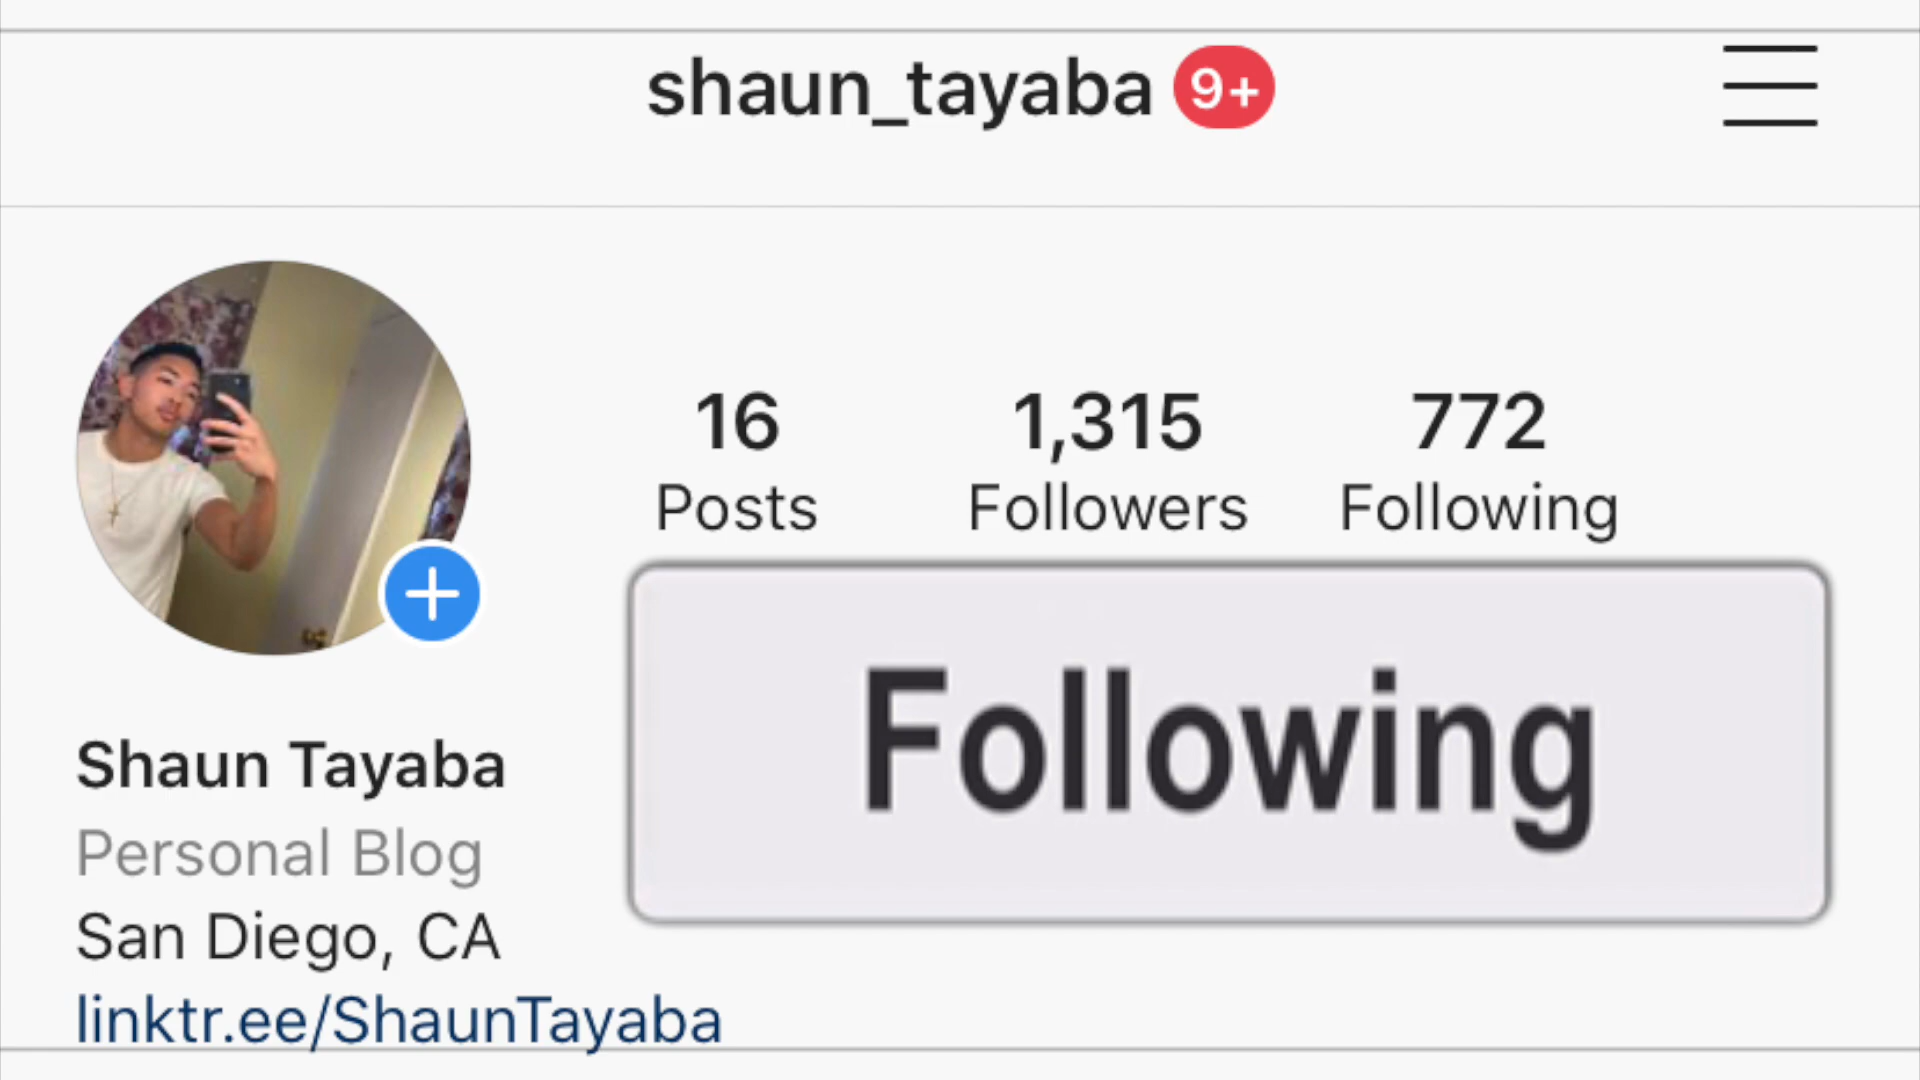 shaun_tayaba 9+
16 1,315 772
Posts Followers Following
Following
Shaun Tayaba
Personal Blog
San Diego, CA
linktr.ee/ShaunTayaba